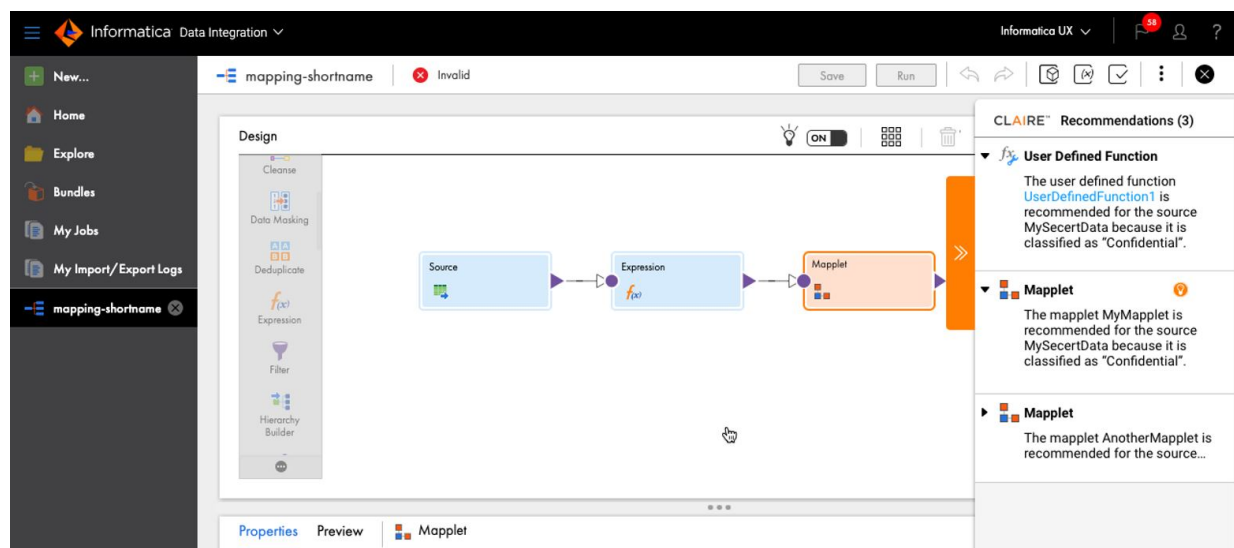 Informatica Data Integration
Informatica UX
58
?
New...
Home
Explore
Bundles
My Jobs
My Import/Export Logs
mapping-shortname
mapping-shortname
Invalid
Save
Run
(x)
Design
ON
Cleanse
Data Masking
Deduplicate
f(x)
Expression
Filter
Hierarchy
Builder
Source
Expression
f(x)
Mapplet
CLAIRE™ Recommendations (3)
fx User Defined Function
The user defined function
UserDefinedFunction1 is
recommended for the source
MySecertData because it is
classified as "Confidential".
Mapplet
The mapplet MyMapplet is
recommended for the source
MySecertData because it is
classified as "Confidential".
Mapplet
The mapplet AnotherMapplet is
recommended for the source...
Properties Preview Mapplet